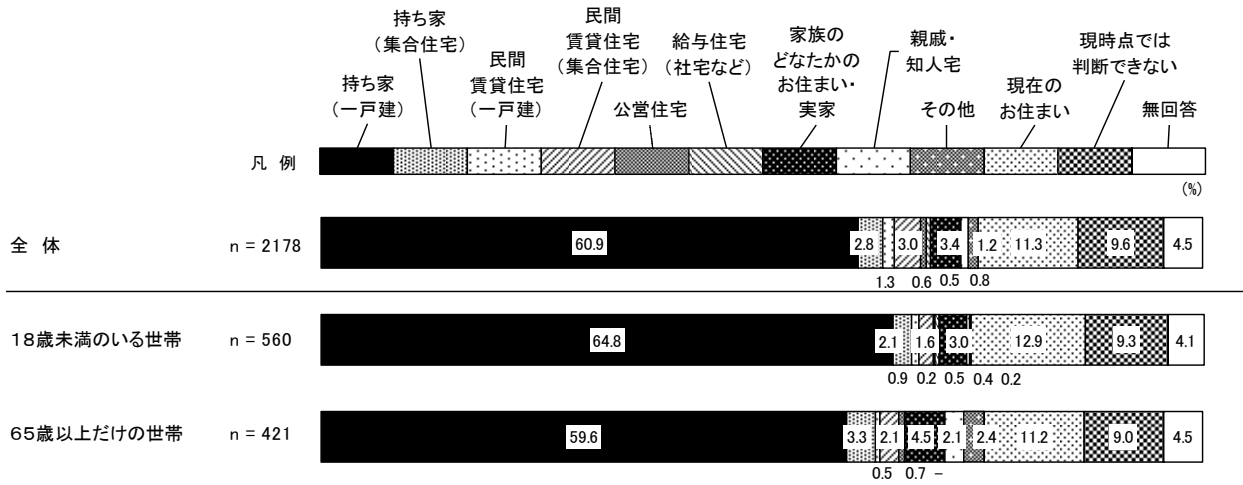 持ち家
(一戸建)
持ち家
(集合住宅)
民間
賃貸住宅
(一戸建)
民間
賃貸住宅
(集合住宅)
公営住宅
給与住宅
(社宅など)
家族の
どなたかの
お住まい・
実家
親戚・
知人宅
その他
現在の
お住まい
現時点では
判断できない
無回答
凡 例
(%)
全 体 n = 2178 60.9 2.8 3.0 3.4 1.2 11.3 9.6 4.5
1.3 0.6 0.5 0.8
18歳未満のいる世帯 n = 560 64.8 2.1 1.6 3.0 12.9 9.3 4.1
0.9 0.2 0.5 0.4 0.2
65歳以上だけの世帯 n = 421 59.6 3.3 2.1 4.5 2.1 2.4 11.2 9.0 4.5
0.5 0.7 –